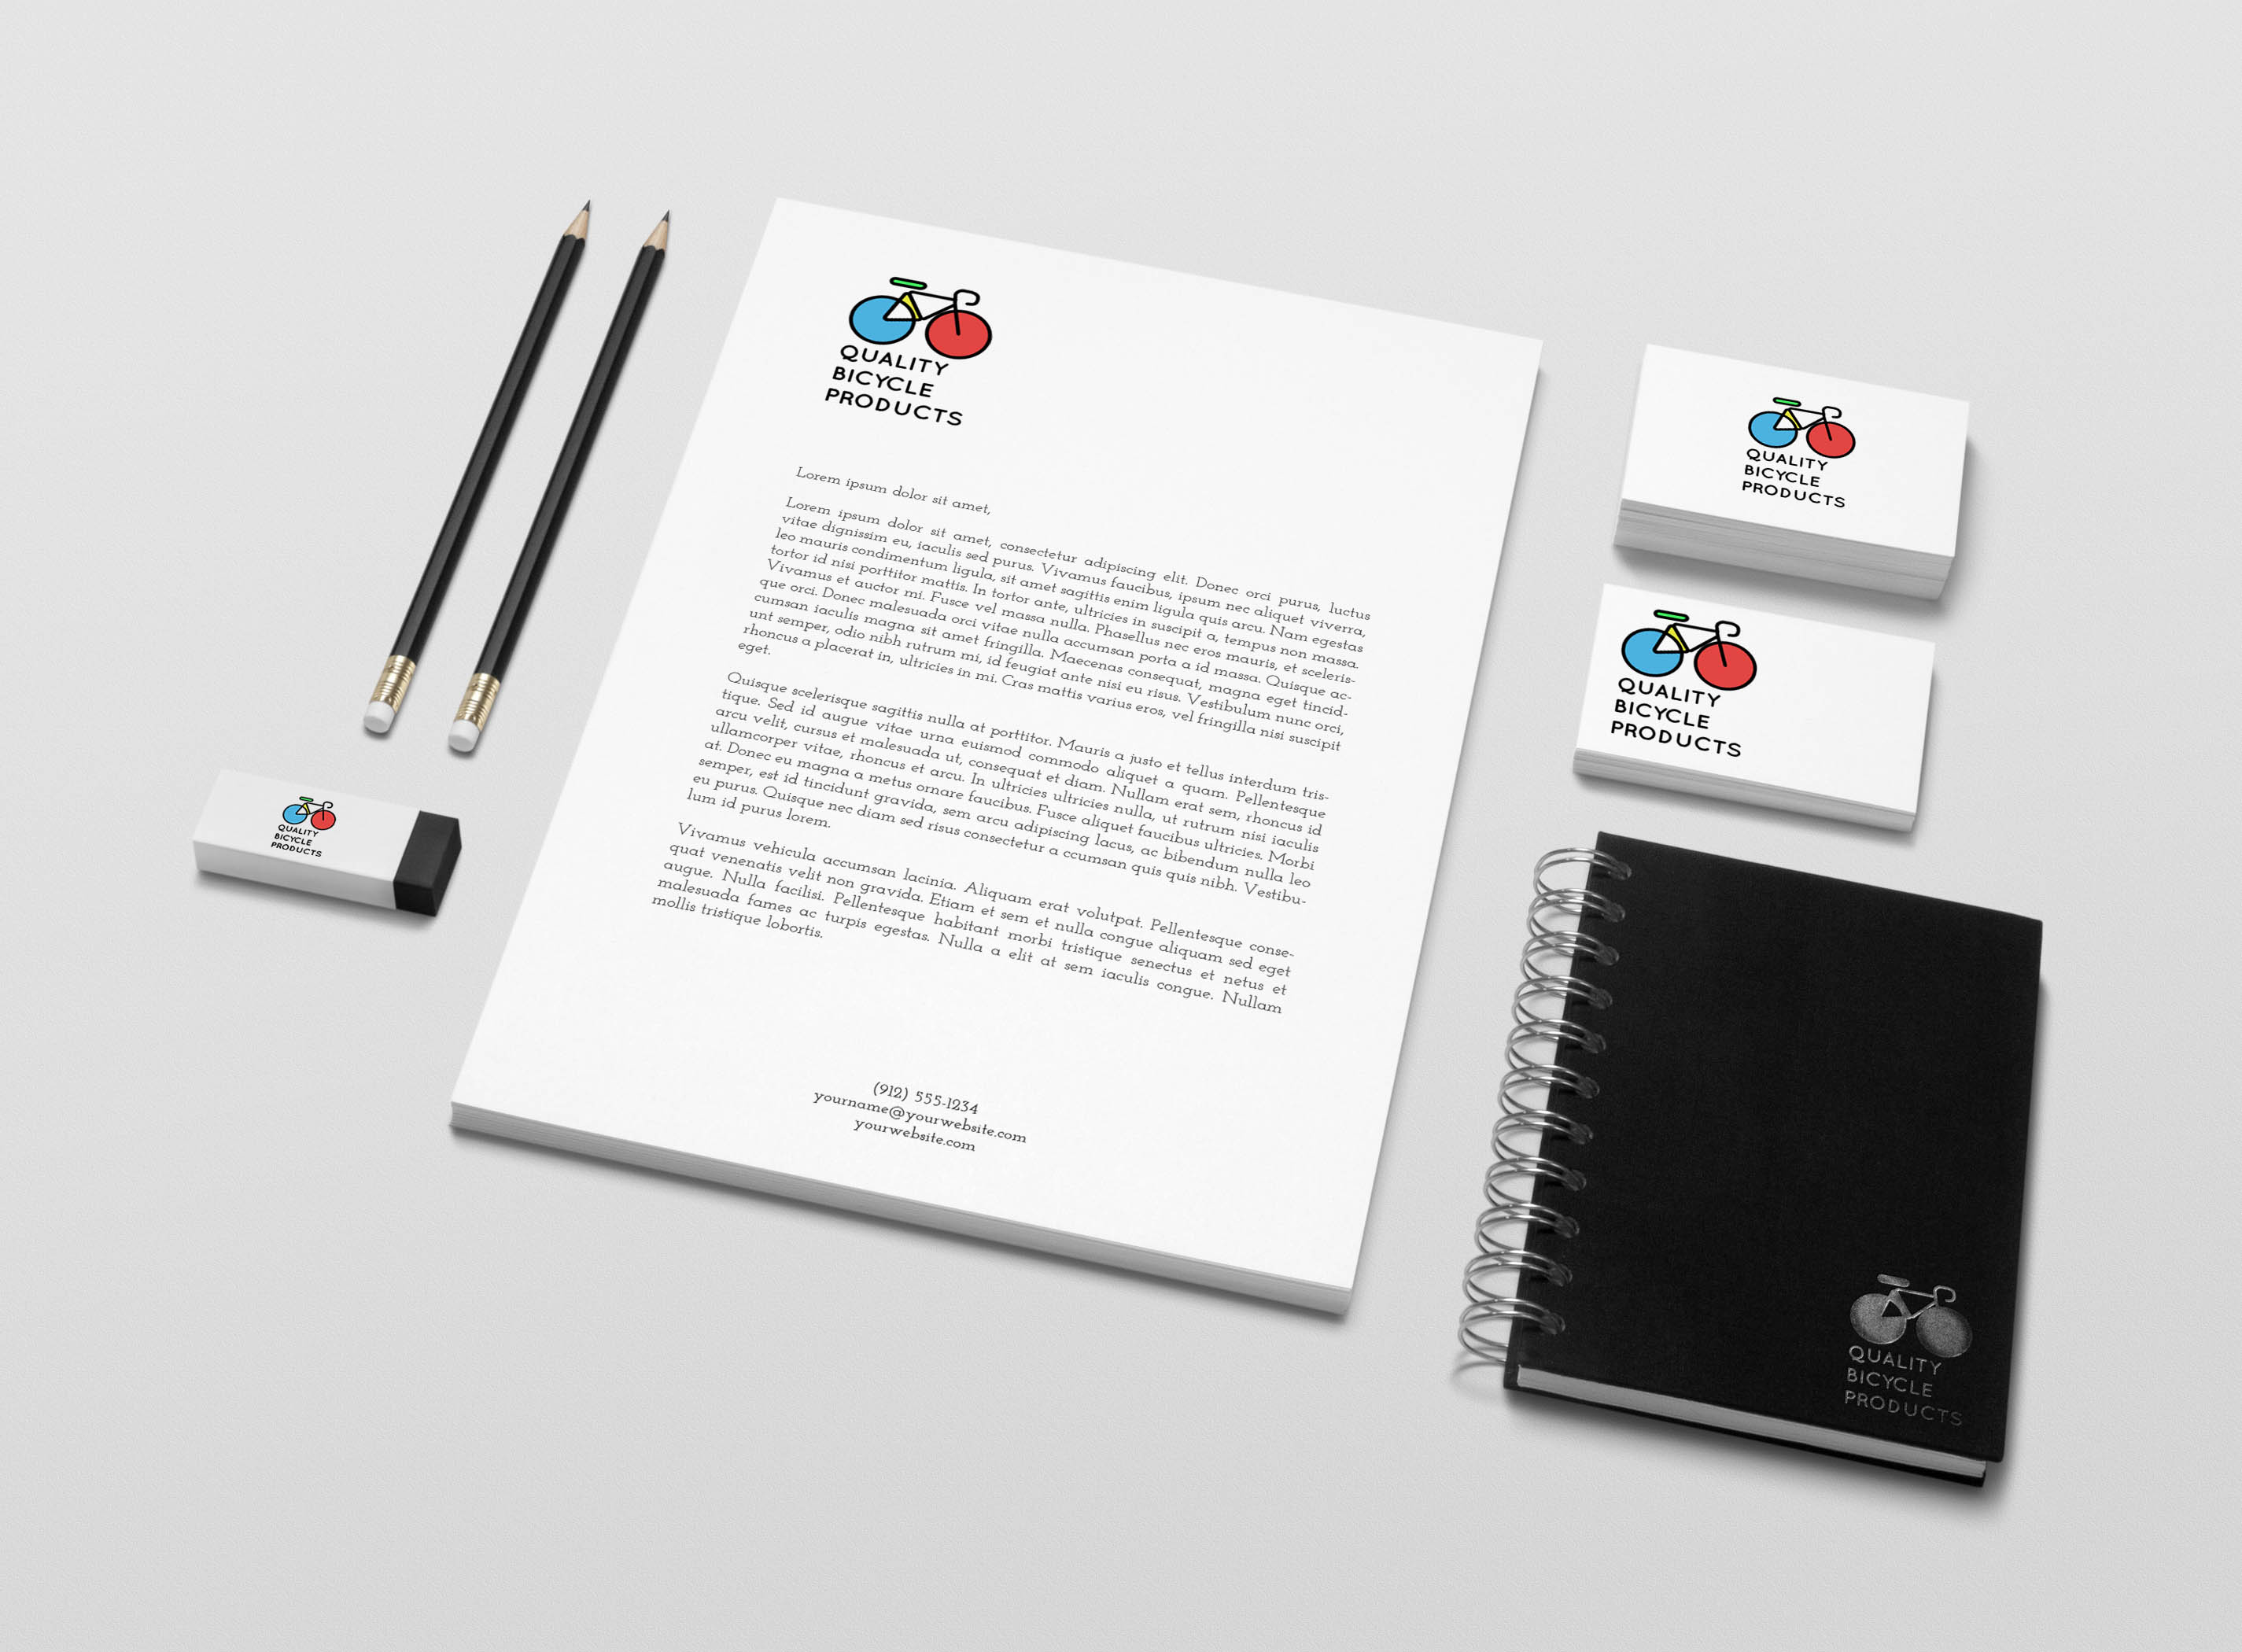 QUALITY
BICYCLE
PRODUCTS
Lorem ipsum dolor sit amet,
Lorem ipsum dolor sit amet, consectetur adipiscing elit. Donec orci purus, luctus
vitae dignissim eu, iaculis sed purus. Vivamus faucibus, ipsum nec aliquet viverra,
leo mauris condimentum ligula, sit amet sagittis enim ligula quis arcu. Nam egestas
tortor id nisi porttitor mattis. In tortor ante, ultricies in suscipit a, tempus non massa.
Vivamus et auctor mi. Fusce vel massa nulla. Phasellus nec eros mauris, et sceleris-
que orci. Donec malesuada orci vitae nulla accumsan porta a id massa. Quisque ac-
cumsan iaculis magna sit amet fringilla. Maecenas consequat, magna eget tincid-
unt semper, odio nibh rutrum mi, id feugiat ante nisi eu risus. Vestibulum nunc orci,
rhoncus a placerat in, ultricies in mi. Cras mattis varius eros, vel fringilla nisi suscipit
eget.
Quisque scelerisque sagittis nulla at porttitor. Mauris a justo et tellus interdum tris-
tique. Sed id augue vitae urna euismod commodo aliquet a quam. Pellentesque
arcu velit, cursus et malesuada ut, consequat et diam. Nullam erat sem, rhoncus id
ullamcorper vitae, rhoncus et arcu. In ultricies ultricies nulla, ut rutrum nisi iaculis
at. Donec eu magna a metus ornare faucibus. Fusce aliquet faucibus ultricies. Morbi
semper, est id tincidunt gravida, sem arcu adipiscing lacus, ac bibendum nulla leo
eu purus. Quisque nec diam sed risus consectetur a ccumsan quis quis nibh. Vestibu-
lum id purus lorem.
Vivamus vehicula accumsan lacinia. Aliquam erat volutpat. Pellentesque conse-
quat venenatis velit non gravida. Etiam et sem et nulla congue aliquam sed eget
augue. Nulla facilisi. Pellentesque habitant morbi tristique senectus et netus et
malesuada fames ac turpis egestas. Nulla a elit at sem iaculis congue. Nullam
mollis tristique lobortis.
(912) 555-1234
yourname@yourwebsite.com
yourwebsite.com
QUALITY
BICYCLE
PRODUCTS
QUALITY
BICYCLE
PRODUCTS
QUALITY
BICYCLE
PRODUCTS
QUALITY
BICYCLE
PRODUCTS